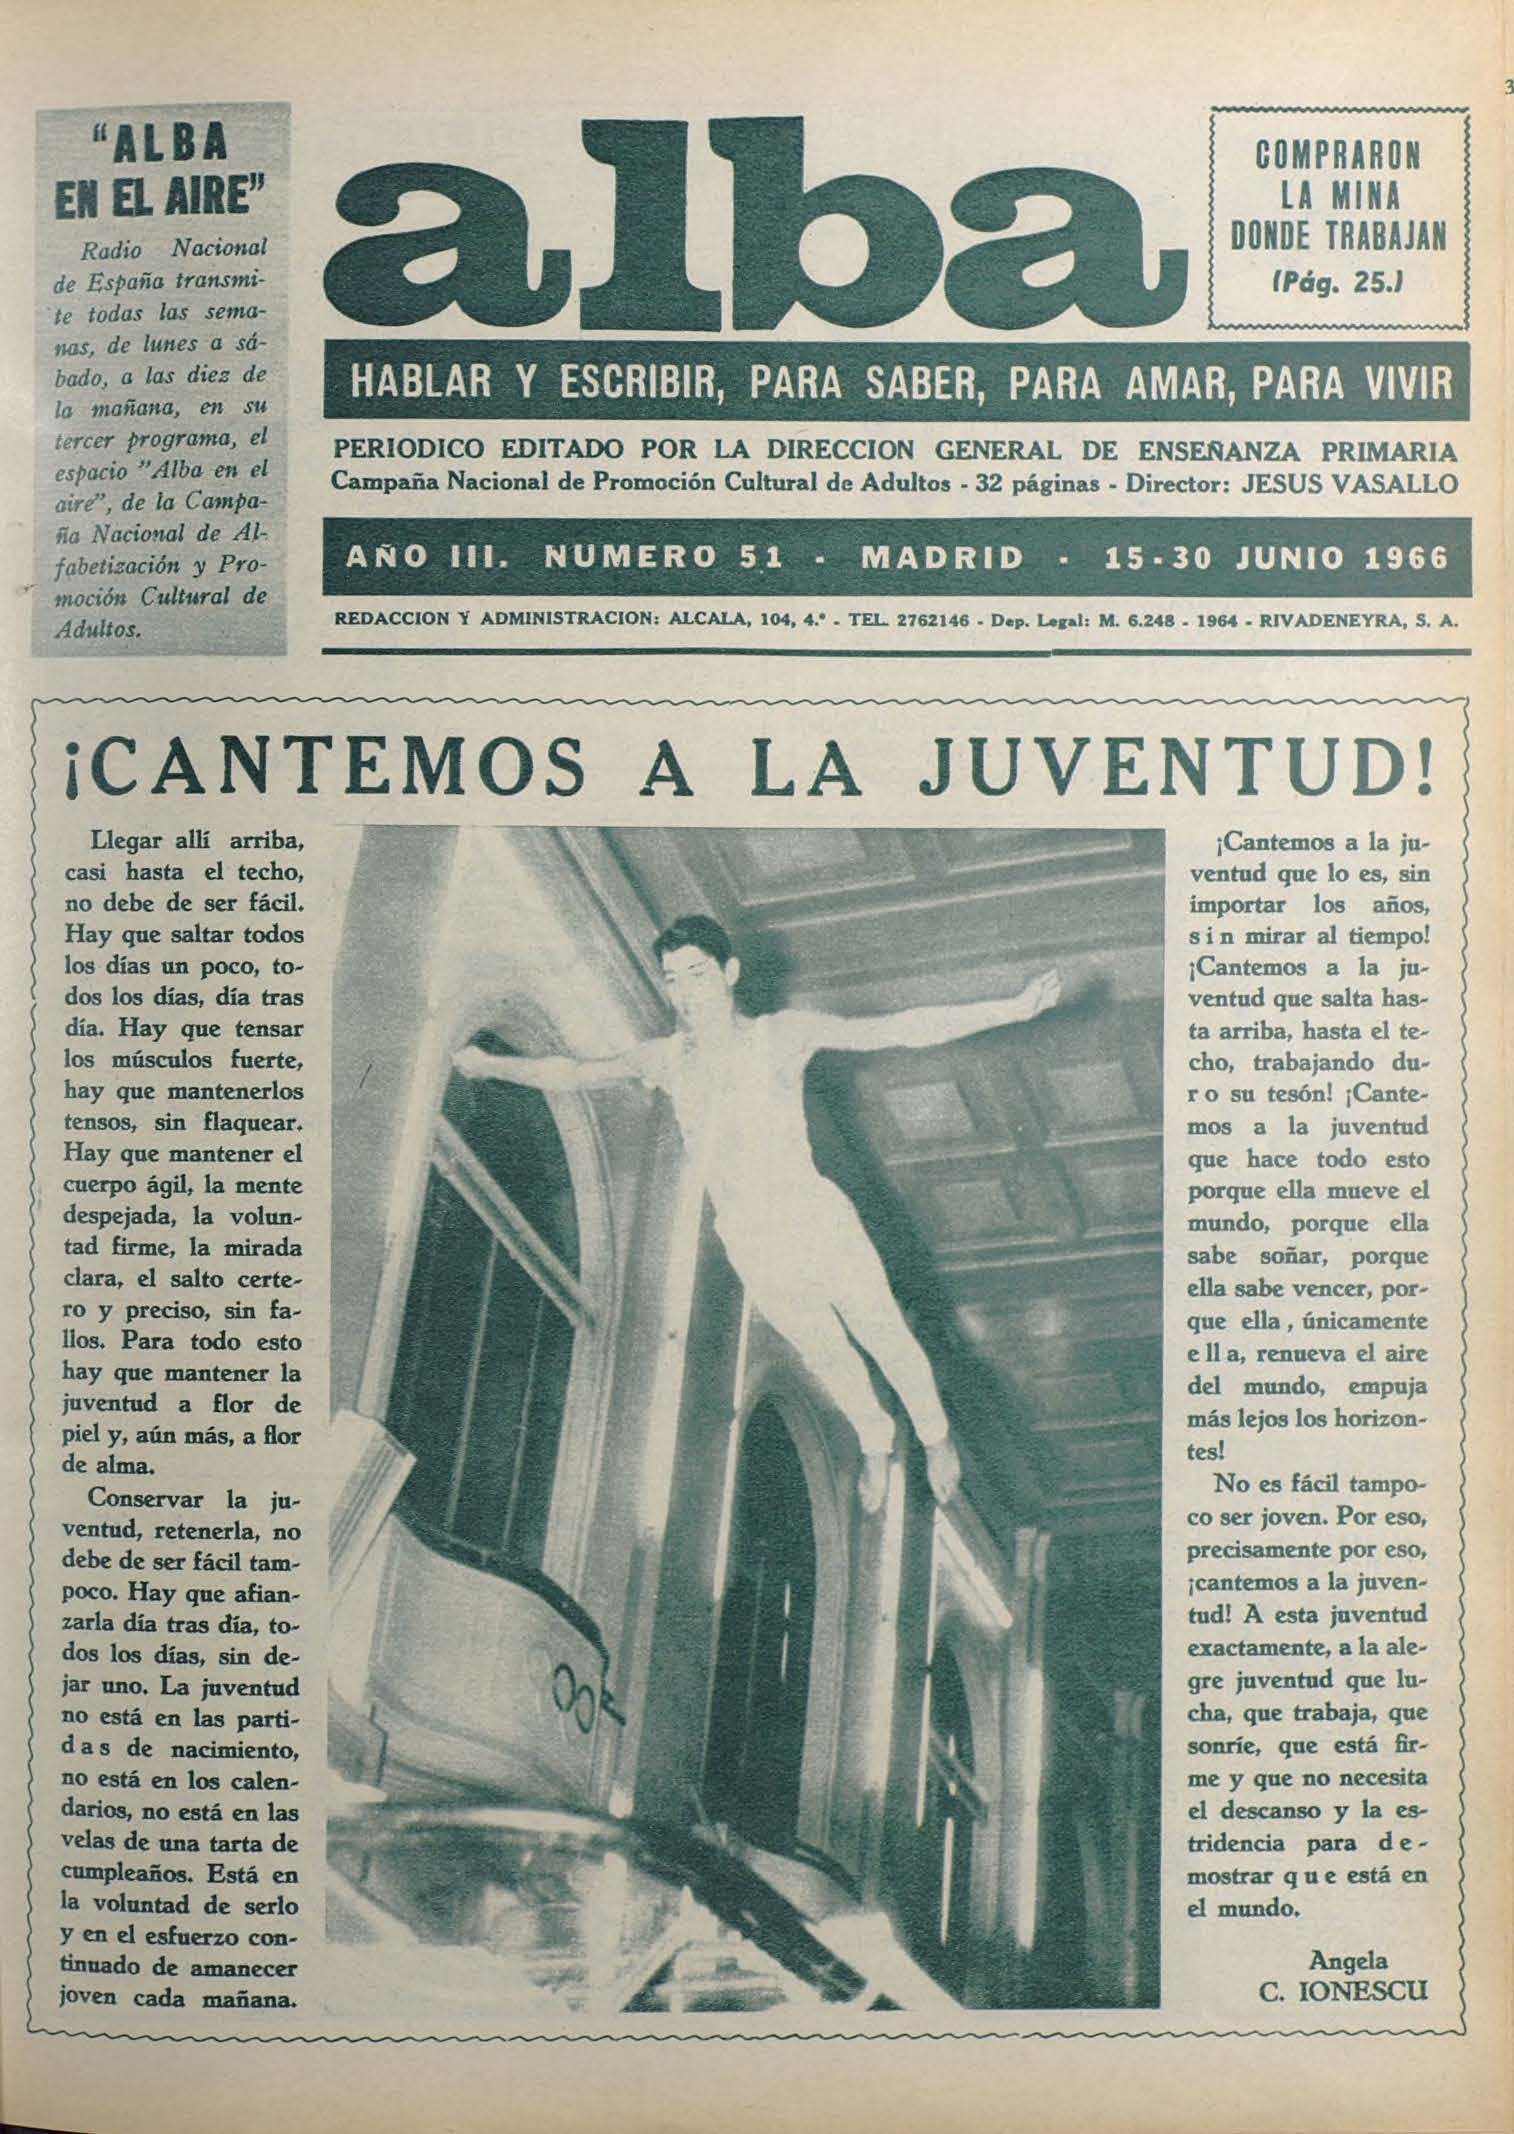 3
"ALBA
EN EL AIRE"
Radio Nacional
de España transmi-
te todas las sema-
nas, de lunes a sá-
bado, a las diez de
la mañana, en su
tercer programa, el
espacio "Alba en el
aire", de la Campa-
ña Nacional de Al-
fabetización y Pro-
moción Cultural de
Adultos.
alba
COMPRARON
LA MINA
DONDE TRABAJAN
(Pág. 25.)
HABLAR Y ESCRIBIR, PARA SABER, PARA AMAR, PARA VIVIR
PERIODICO EDITADO POR LA DIRECCION GENERAL DE ENSEÑANZA PRIMARIA
Campaña Nacional de Promoción Cultural de Adultos - 32 páginas - Director: JESUS VASALLO
AÑO III. NUMERO 51 - MADRID - 15-30 JUNIO 1966
REDACCION Y ADMINISTRACION: ALCALA, 104, 4.º - TEL. 2762146 - Dep. Legal: M. 6.248 - 1964 - RIVADENEYRA, S. A.
¡CANTEMOS A LA JUVENTUD!
Llegar allí arriba,
casi hasta el techo,
no debe de ser fácil.
Hay que saltar todos
los días un poco, to-
dos los días, día tras
día. Hay que tensar
los músculos fuerte,
hay que mantenerlos
tensos, sin flaquear.
Hay que mantener el
cuerpo ágil, la mente
despejada, la volun-
tad firme, la mirada
clara, el salto certe-
ro y preciso, sin fa-
llos. Para todo esto
hay que mantener la
juventud a flor de
piel y, aún más, a flor
de alma.
Conservar la ju-
ventud, retenerla, no
debe de ser fácil tam-
poco. Hay que afian-
zarla día tras día, to-
dos los días, sin de-
jar uno. La juventud
no está en las parti-
das de nacimiento,
no está en los calen-
darios, no está en las
velas de una tarta de
cumpleaños. Está en
la voluntad de serlo
y en el esfuerzo con-
tinuado de amanecer
joven cada mañana.
¡Cantemos a la ju-
ventud que lo es, sin
importar los años,
sin mirar al tiempo!
¡Cantemos a la ju-
ventud que salta has-
ta arriba, hasta el te-
cho, trabajando du-
ro su tesón! ¡Cante-
mos a la juventud
que hace todo esto
porque ella mueve el
mundo, porque ella
sabe soñar, porque
ella sabe vencer, por-
que ella, únicamente
ella, renueva el aire
del mundo, empuja
más lejos los horizon-
tes!
No es fácil tampo-
co ser joven. Por eso,
precisamente por eso,
¡cantemos a la juven-
tud! A esta juventud
exactamente, a la ale-
gre juventud que lu-
cha, que trabaja, que
sonríe, que está fir-
me y que no necesita
el descanso y la es-
tridencia para de-
mostrar que está en
el mundo.
Angela
C. IONESCU